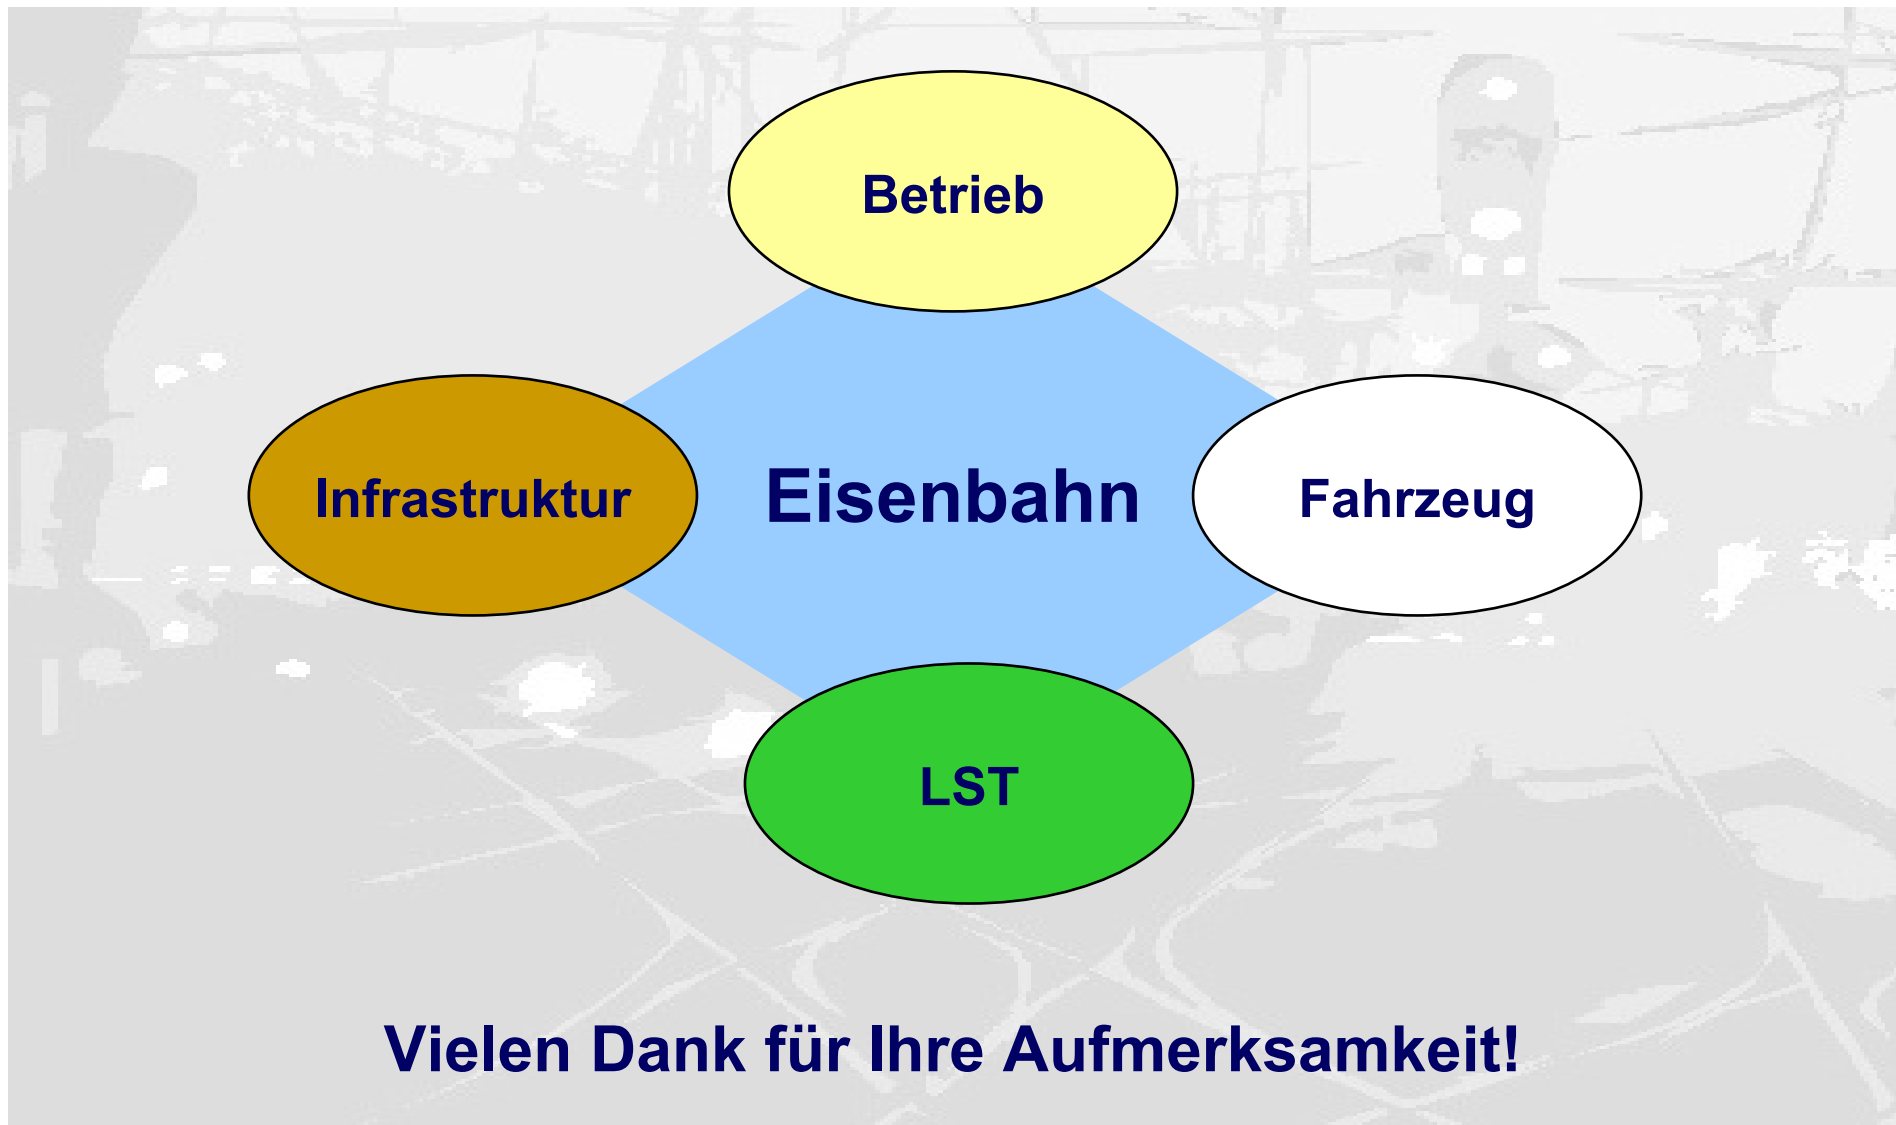 Betrieb
Infrastruktur
Eisenbahn
Fahrzeug
LST
Vielen Dank für Ihre Aufmerksamkeit!